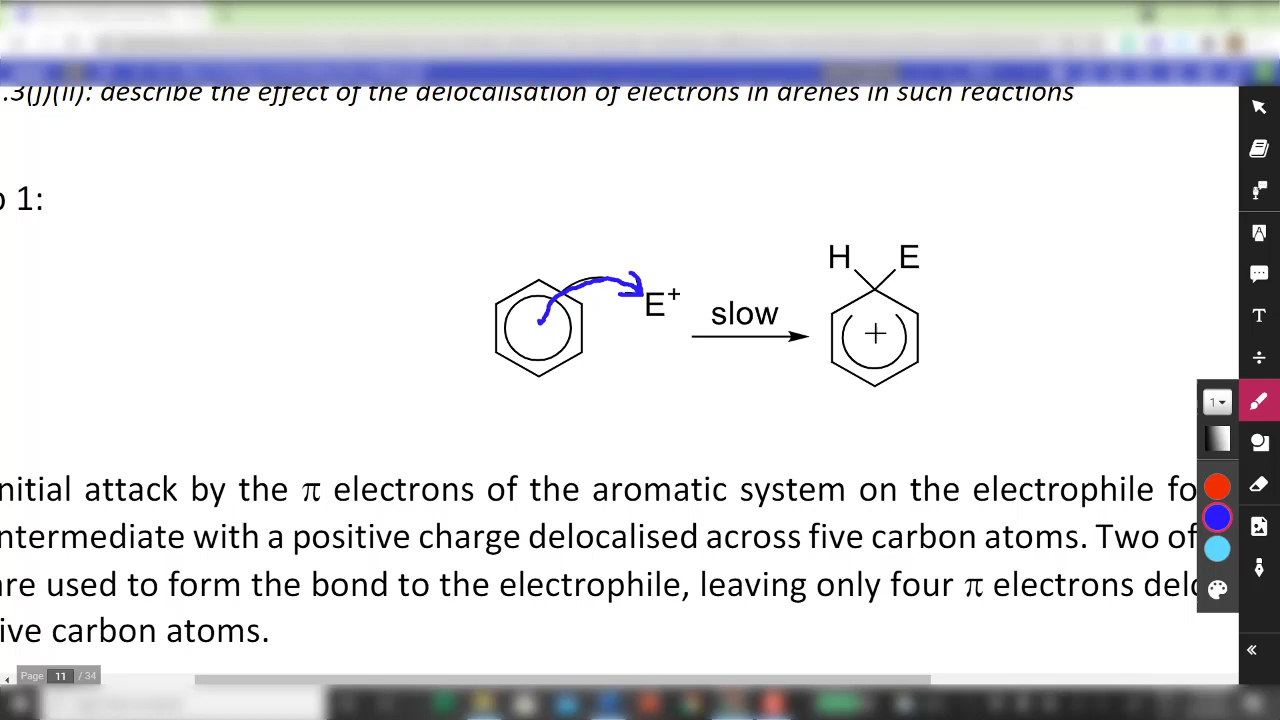 .3(j)(ii): describe the effect of the delocalisation of electrons in arenes in such reactions
1:
H E
E+
slow
+
nitial attack by the π electrons of the aromatic system on the electrophile fo
ntermediate with a positive charge delocalised across five carbon atoms. Two of
are used to form the bond to the electrophile, leaving only four π electrons delo
ive carbon atoms.
1
T
Page 11 / 34